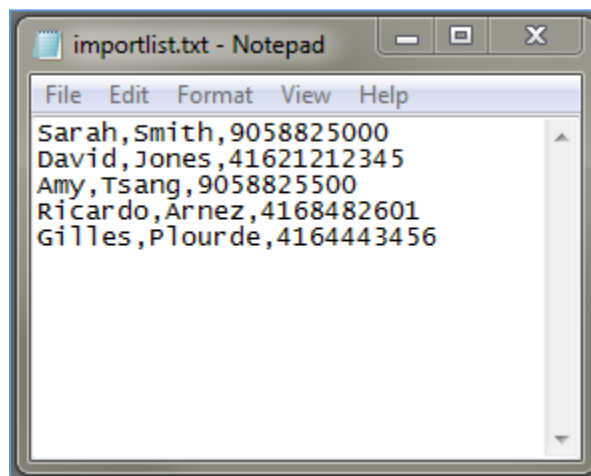 importlist.txt - Notepad
File Edit Format View Help
Sarah,Smith,9058825000
David,Jones,41621212345
Amy,Tsang,9058825500
Ricardo,Arnez,4168482601
Gilles,Plourde,4164443456